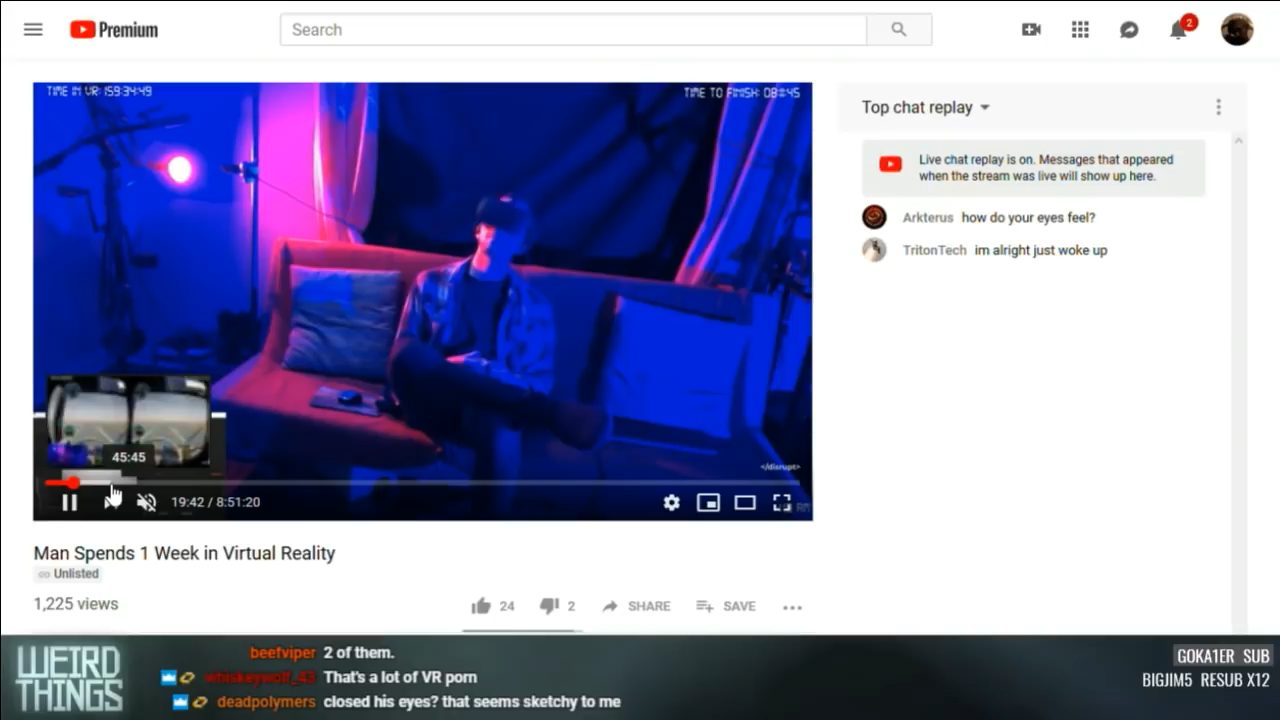 Premium
Search
2
TIME IN VR: 159:34:49
TIME TO FINISH: 08:
Top chat replay
Live chat replay is on. Messages that appeared
when the stream was live will show up here.
Arkterus how do your eyes feel?
TritonTech im alright just woke up
45:45
</disrupt>
19:42 / 8:51:20
Man Spends 1 Week in Virtual Reality
Unlisted
1,225 views
24
2
SHARE
SAVE
WEIRD
THINGS
beefviper 2 of them.
whiskeywolf_43 That's a lot of VR porn
deadpolymers closed his eyes? that seems sketchy to me
GOKA1ER SUB
BIGJIM5 RESUB X12